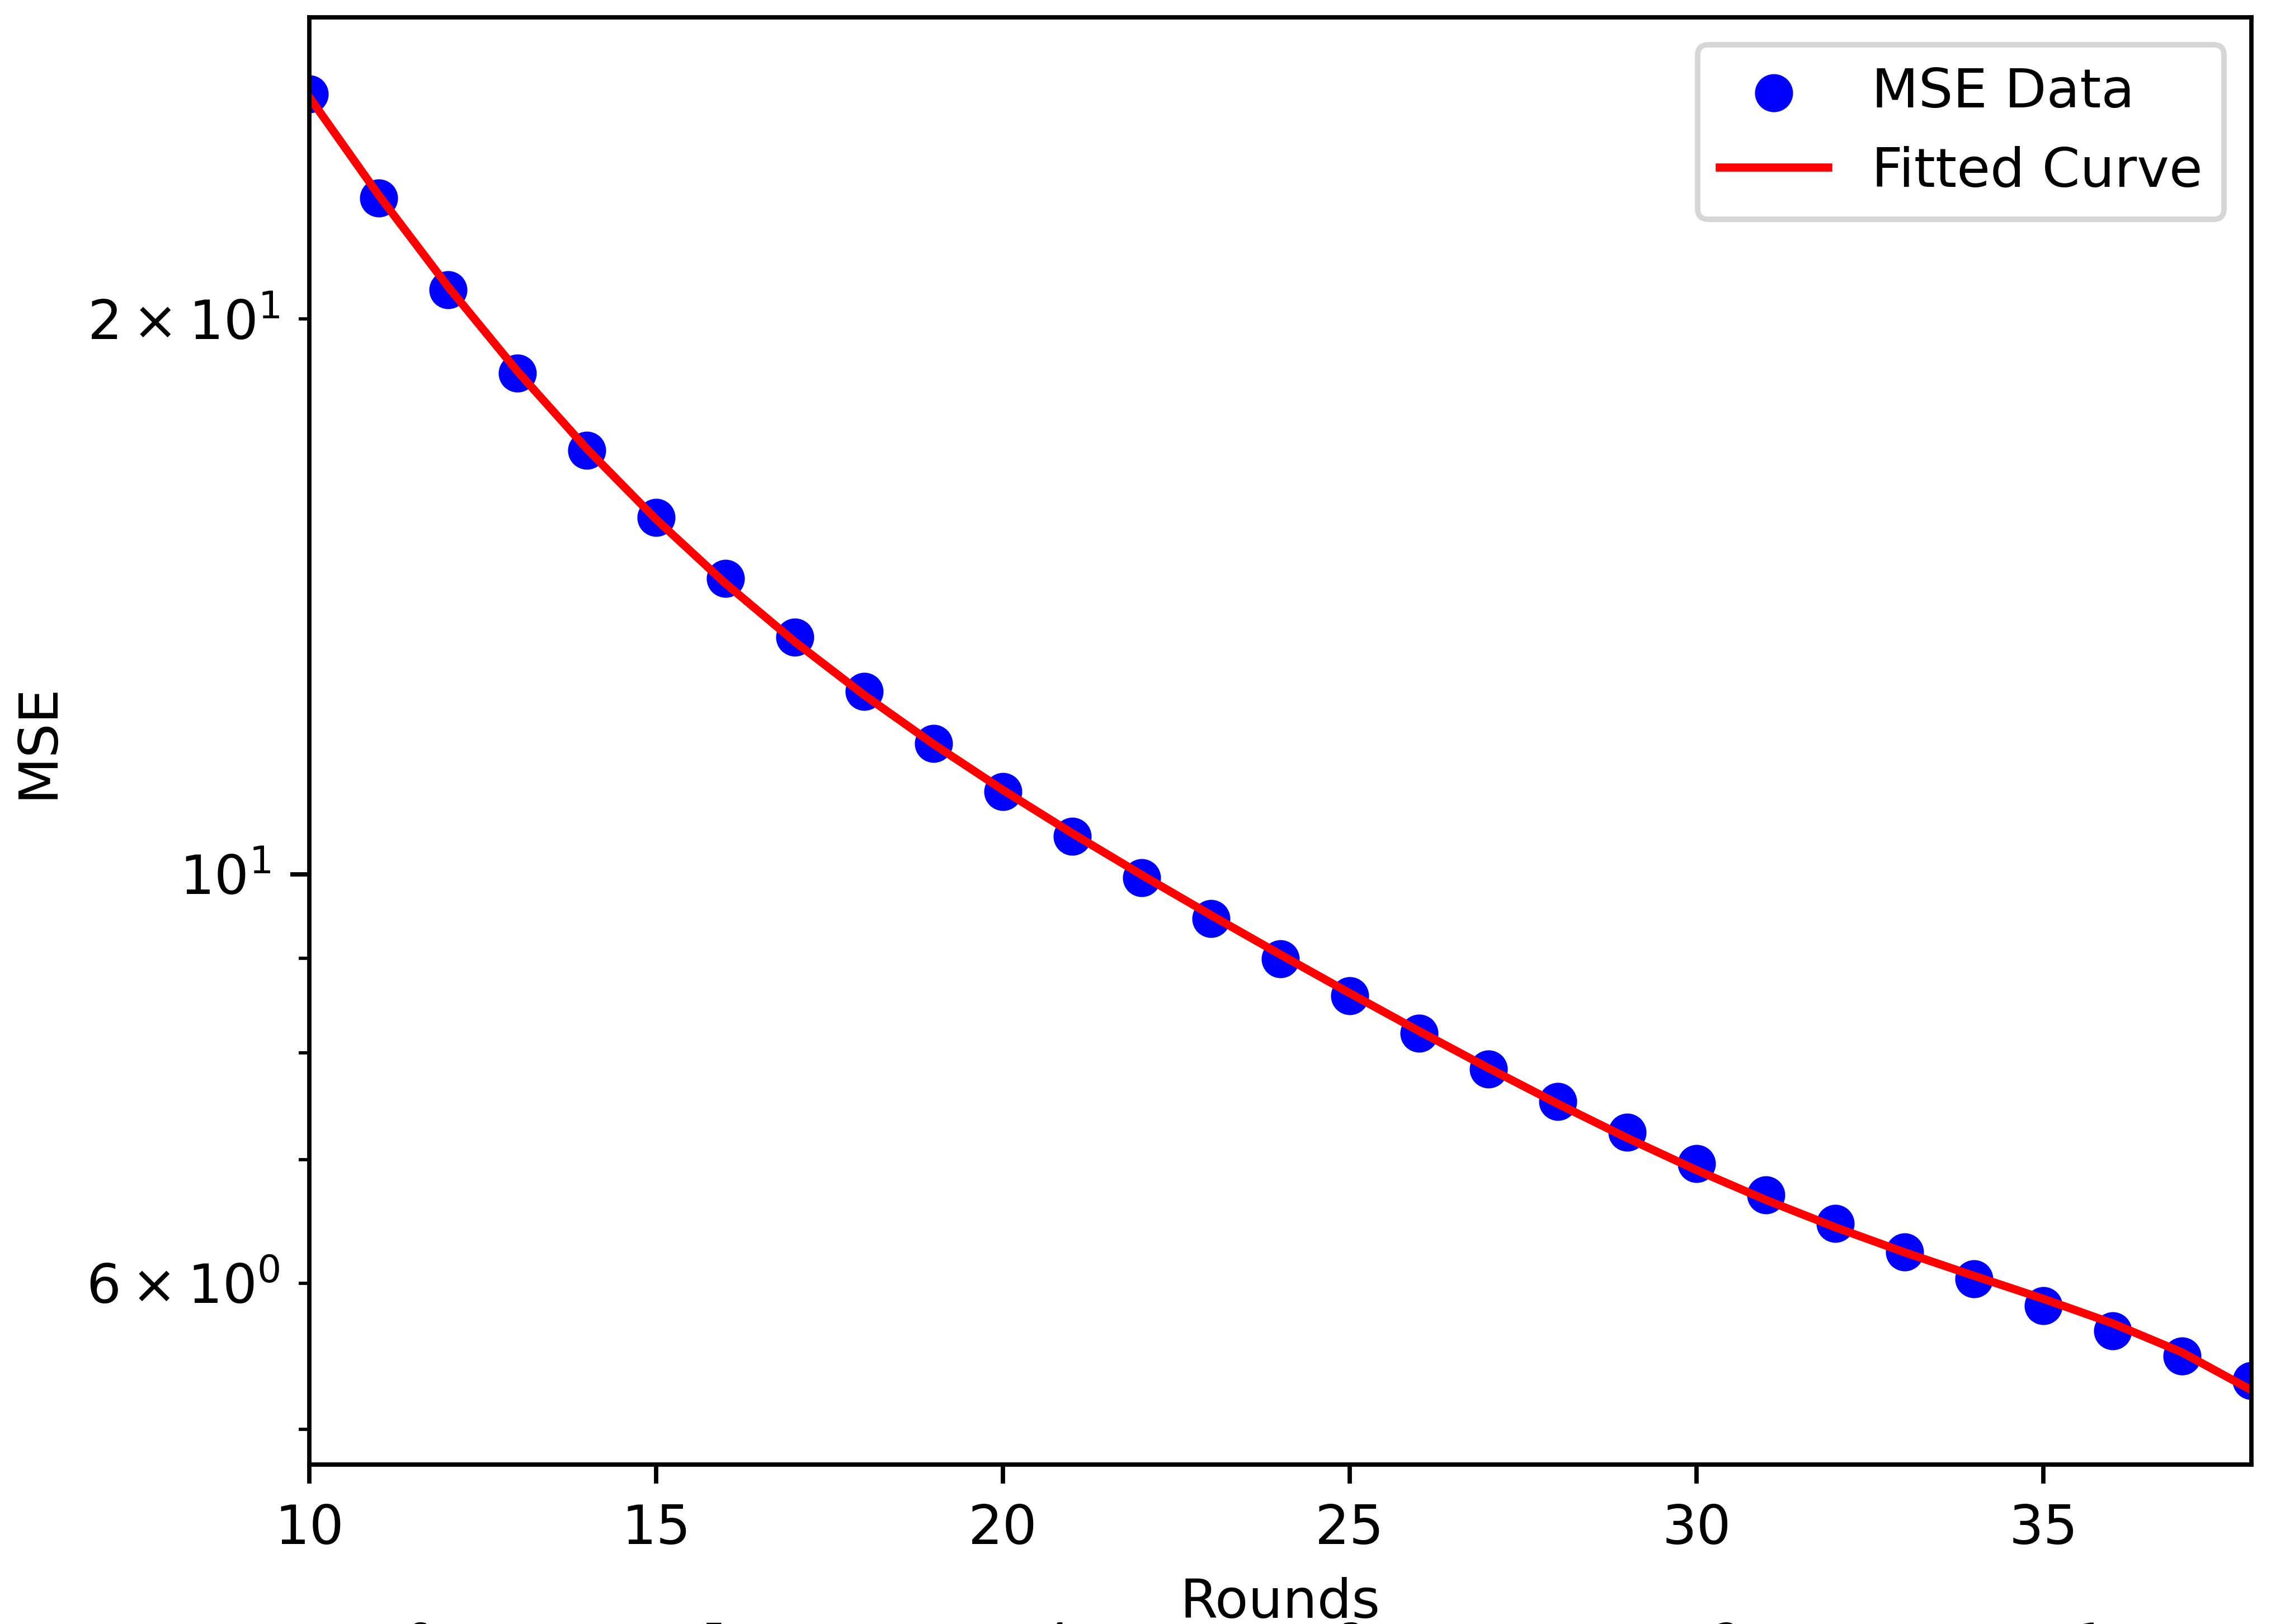 MSE Data
Fitted Curve
2 × 10¹
10¹
6 × 10⁰
MSE
10 15 20 25 30 35
Rounds